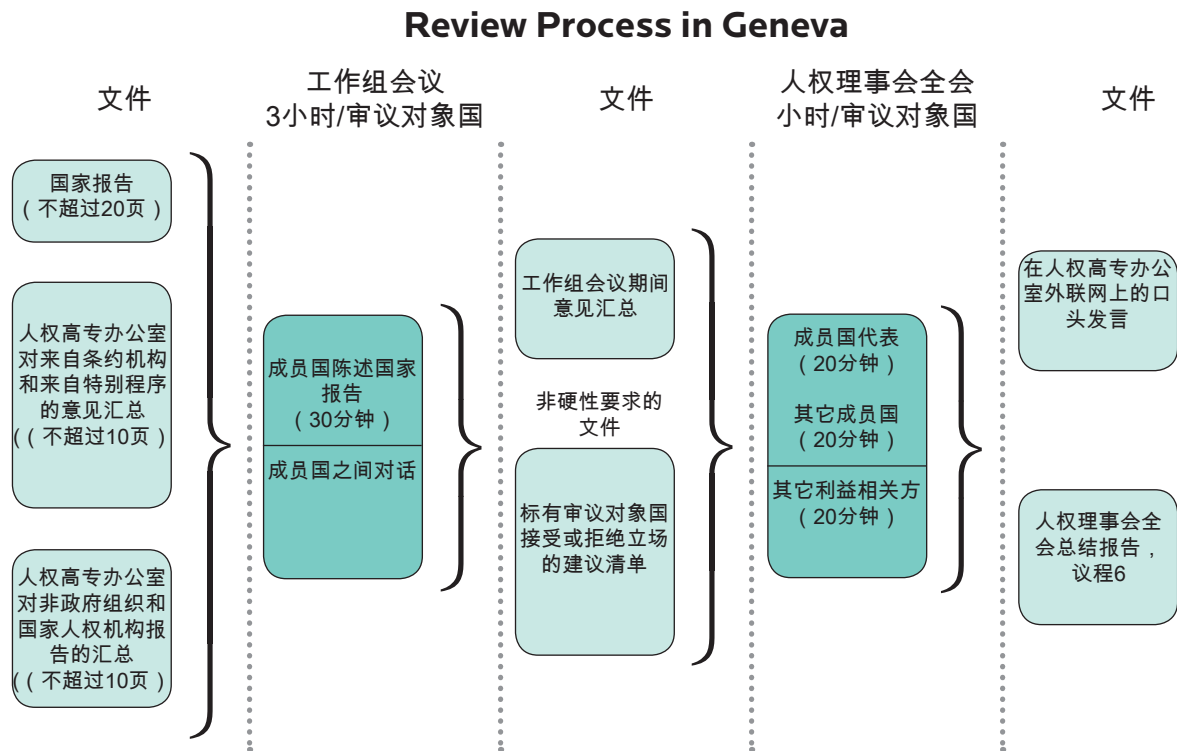 Review Process in Geneva
文件
国家报告
（不超过20页）
人权高专办公室
对来自条约机构
和来自特别程序
的意见汇总
(（不超过10页）
人权高专办公室
对非政府组织和
国家人权机构报
告的汇总
(（不超过10页）
工作组会议
3小时/审议对象国
成员国陈述国家
报告
（30分钟）
成员国之间对话
文件
工作组会议期间
意见汇总
非硬性要求的
文件
标有审议对象国
接受或拒绝立场
的建议清单
人权理事会全会
小时/审议对象国
成员国代表
(20分钟）
其它成员国
(20分钟）
其它利益相关方
（20分钟）
文件
在人权高专办公
室外联网上的口
头发言
人权理事会全
会总结报告，
议程6